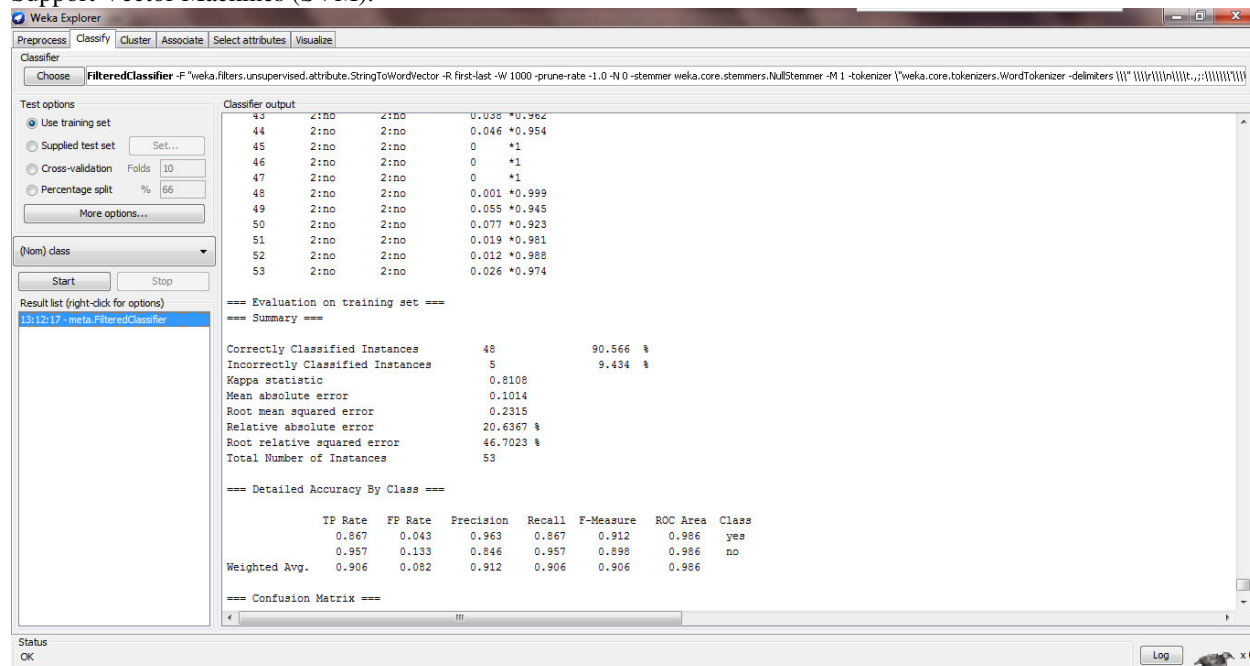 Support Vector Machines (SVM).
Weka Explorer
Preprocess Classify Cluster Associate Select attributes Visualize
Classifier
Choose FilteredClassifier -F "weka.filters.unsupervised.attribute.StringToWordVector -R first-last -W 1000 -prune-rate -1.0 -N 0 -stemmer weka.core.stemmers.NullStemmer -M 1 -tokenizer \"weka.core.tokenizers.WordTokenizer -delimiters
Test options
Use training set
Supplied test set Set...
Cross-validation Folds 10
Percentage split % 66
More options...
(Nom) class
Start Stop
Result list (right-click for options)
13:12:17 - meta.FilteredClassifier
Classifier output
43 2:no 2:no 0.038 *0.962
44 2:no 2:no 0.046 *0.954
45 2:no 2:no 0 *1
46 2:no 2:no 0 *1
47 2:no 2:no 0 *1
48 2:no 2:no 0.001 *0.999
49 2:no 2:no 0.055 *0.945
50 2:no 2:no 0.077 *0.923
51 2:no 2:no 0.019 *0.981
52 2:no 2:no 0.012 *0.988
53 2:no 2:no 0.026 *0.974
=== Evaluation on training set ===
=== Summary ===
Correctly Classified Instances 48 90.566 %
Incorrectly Classified Instances 5 9.434 %
Kappa statistic 0.8108
Mean absolute error 0.1014
Root mean squared error 0.2315
Relative absolute error 20.6367 %
Root relative squared error 46.7023 %
Total Number of Instances 53
=== Detailed Accuracy By Class ===
TP Rate FP Rate Precision Recall F-Measure ROC Area Class
0.867 0.043 0.963 0.867 0.912 0.986 yes
0.957 0.133 0.846 0.957 0.898 0.986 no
Weighted Avg. 0.906 0.082 0.912 0.906 0.906 0.986
=== Confusion Matrix ===
Status
OK
Log